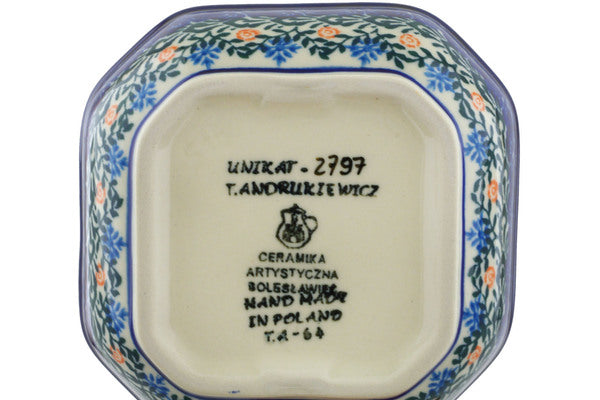 UNIKAT - 2797
T.ANDRUKIEWICZ
CERAMIKA
ARTYSTYCZNA
BOLESŁAWIEC
HAND MADE
IN POLAND
T.A-64